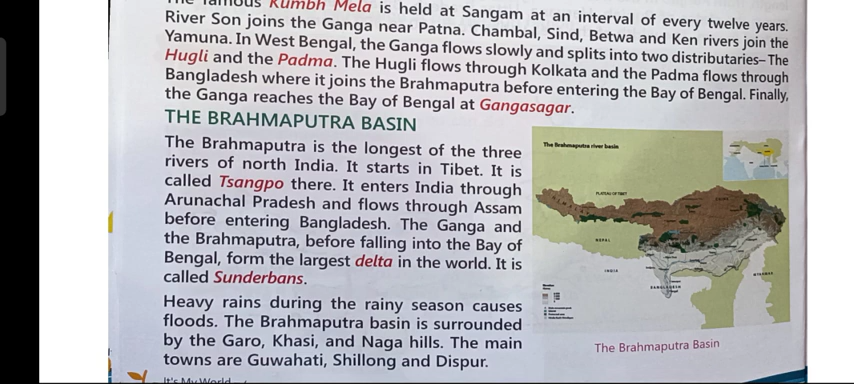 The famous Kumbh Mela is held at Sangam at an interval of every twelve years.
River Son joins the Ganga near Patna. Chambal, Sind, Betwa and Ken rivers join the
Yamuna. In West Bengal, the Ganga flows slowly and splits into two distributaries– The
Hugli and the Padma. The Hugli flows through Kolkata and the Padma flows through
Bangladesh where it joins the Brahmaputra before entering the Bay of Bengal. Finally,
the Ganga reaches the Bay of Bengal at Gangasagar.
THE BRAHMAPUTRA BASIN
The Brahmaputra is the longest of the three
rivers of north India. It starts in Tibet. It is
called Tsangpo there. It enters India through
Arunachal Pradesh and flows through Assam
before entering Bangladesh. The Ganga and
the Brahmaputra, before falling into the Bay of
Bengal, form the largest delta in the world. It is
called Sunderbans.
Heavy rains during the rainy season causes
floods. The Brahmaputra basin is surrounded
by the Garo, Khasi, and Naga hills. The main
towns are Guwahati, Shillong and Dispur.
The Brahmaputra river basin
PLATEAU OF TIBET
NEPAL
INDIA
BANGLADESH
MYANMAR
The Brahmaputra Basin
It's My World